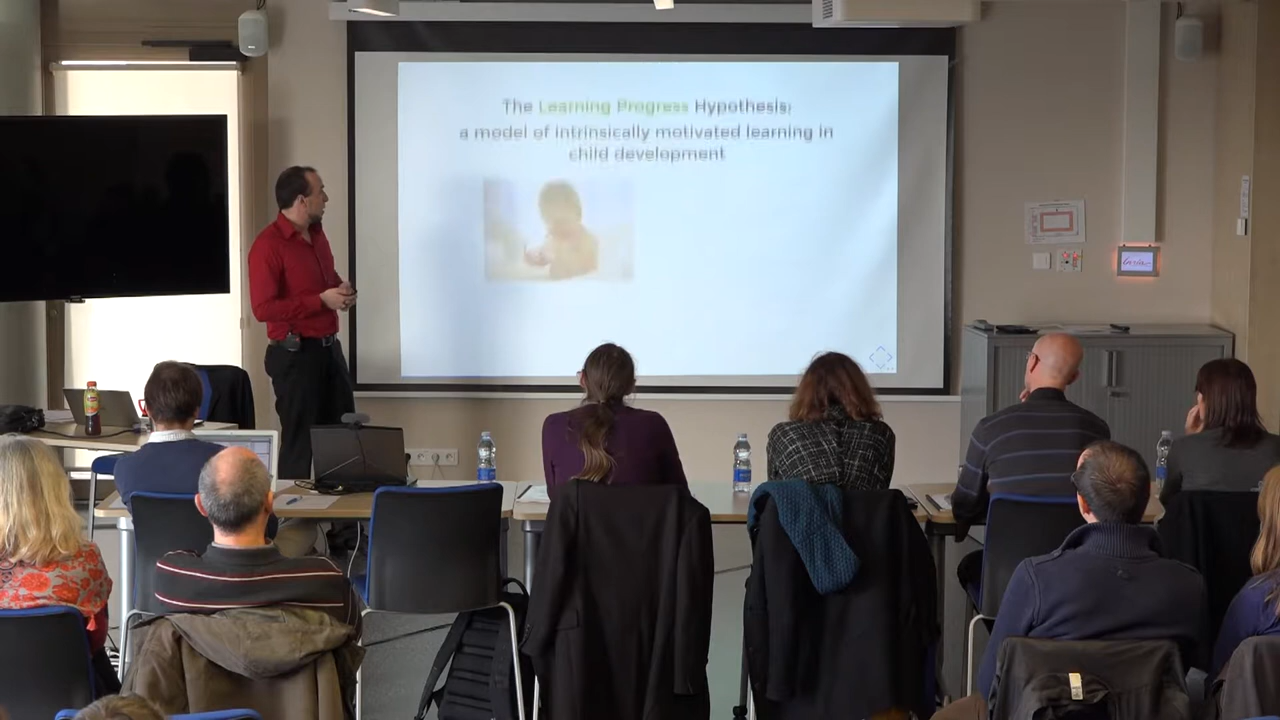 The Learning Progress Hypothesis:
a model of intrinsically motivated learning in
child development